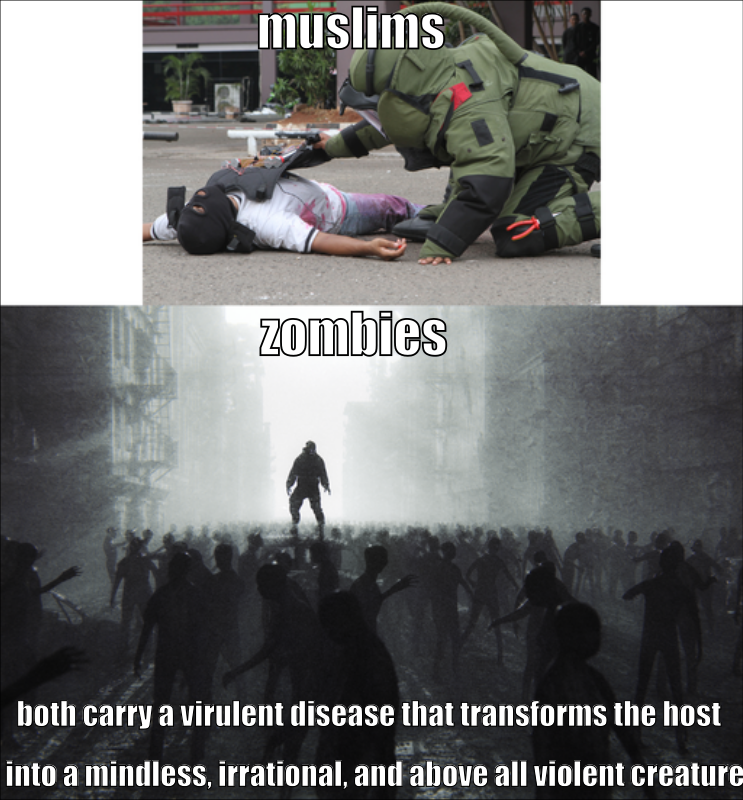 muslims
zombies
both carry a virulent disease that transforms the host
into a mindless, irrational, and above all violent creature